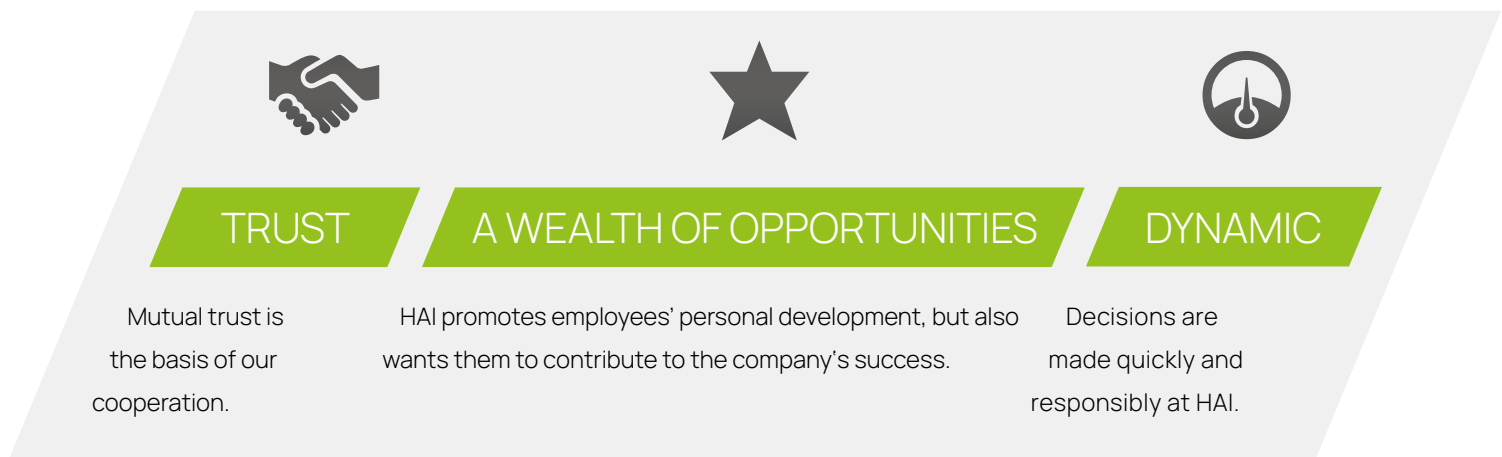 TRUST
Mutual trust is
the basis of our
cooperation.
A WEALTH OF OPPORTUNITIES
HAI promotes employees’ personal development, but also
wants them to contribute to the company‘s success.
DYNAMIC
Decisions are
made quickly and
responsibly at HAI.